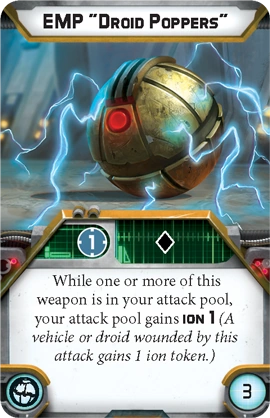 EMP "DROID POPPERS"
1
While one or more of this
weapon is in your attack pool,
your attack pool gains ION 1 (A
vehicle or droid wounded by this
attack gains 1 ion token.)
3